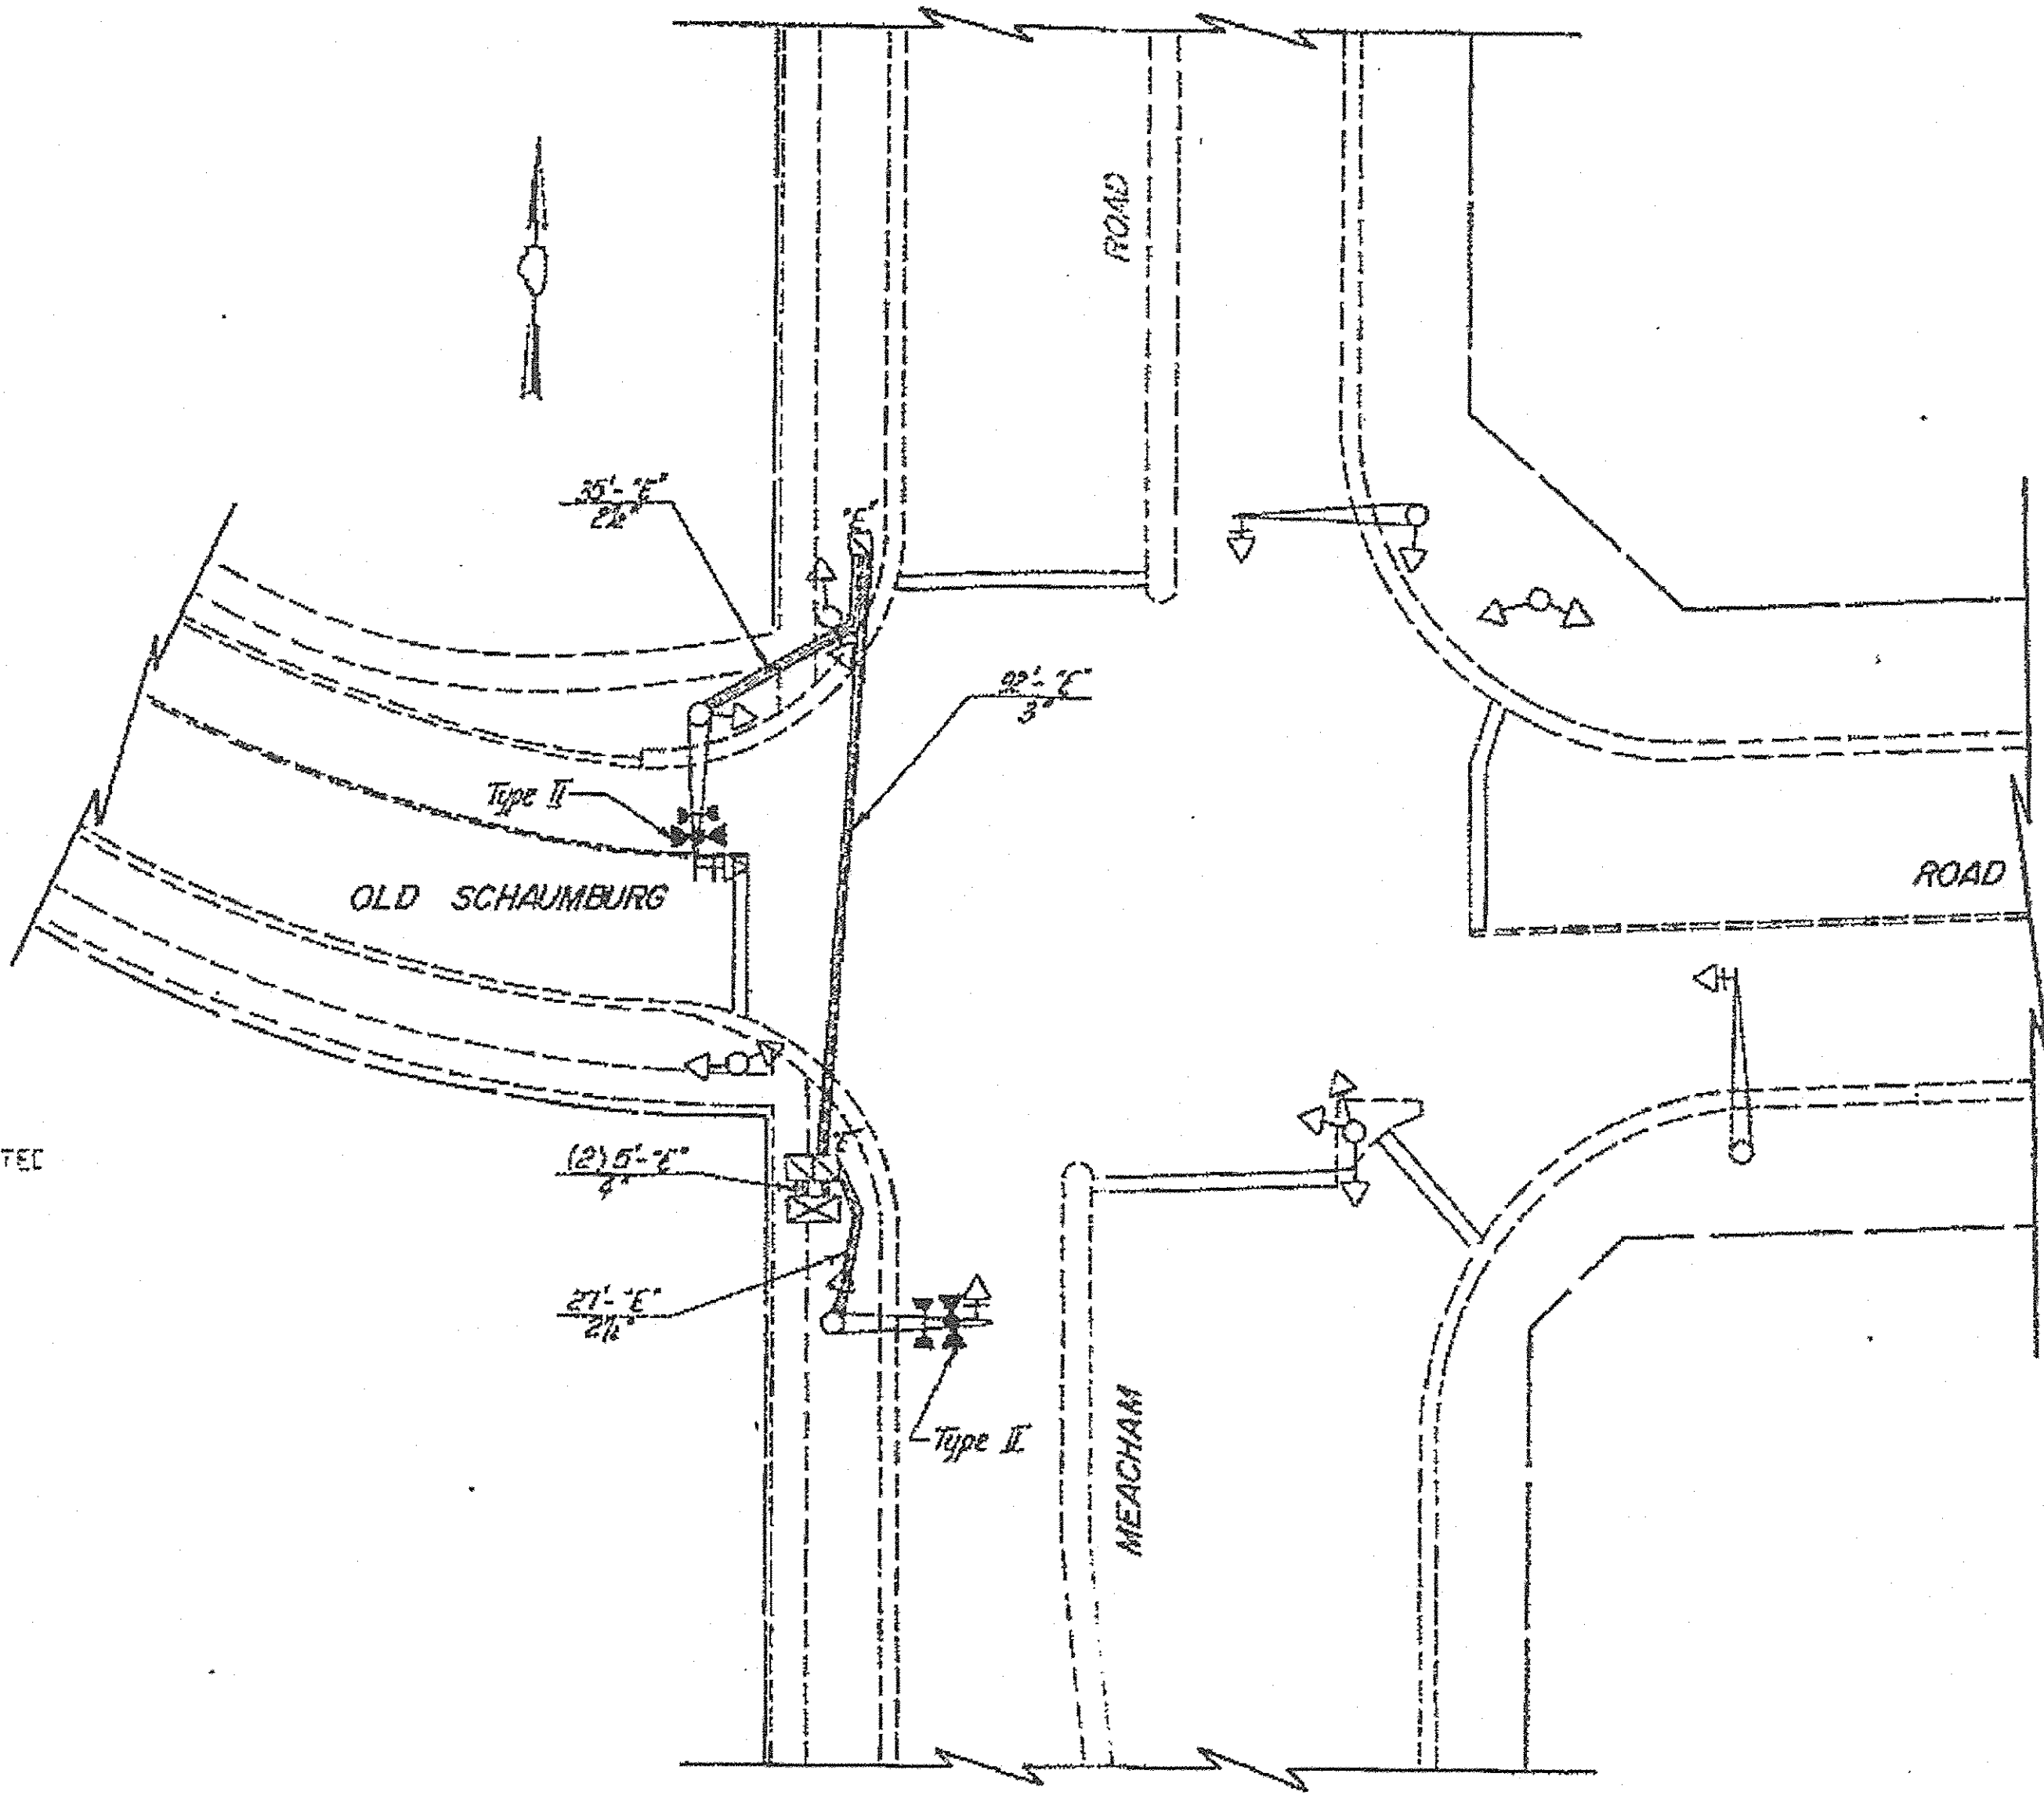 ROAD
35'-"E"
2½"
"E"
92'-"E"
3"
Type II
OLD SCHAUMBURG
ROAD
"E"
(2) 5'-"E"
4"
27'-"E"
2½"
Type II
MEACHAM